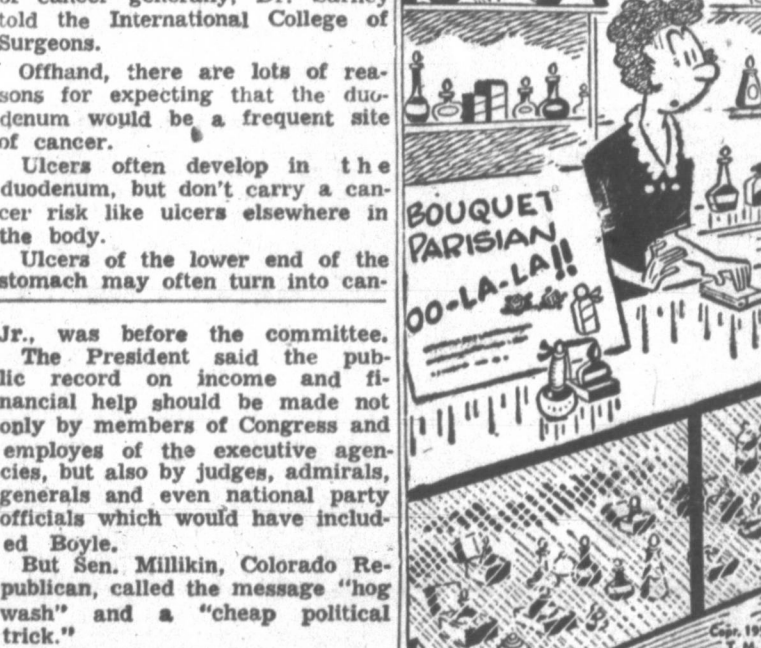 of cancer generally, Dr.
told the International College of
Surgeons.
Offhand, there are lots of rea-
sons for expecting that the duo-
denum would be a frequent site
of cancer.
Ulcers often develop in the
duodenum, but don't carry a can-
cer risk like ulcers elsewhere in
the body.
Ulcers of the lower end of the
stomach may often turn into can-
Jr., was before the committee.
The President said the pub-
lic record on income and fi-
nancial help should be made not
only by members of Congress and
employes of the executive agen-
cies, but also by judges, admirals,
generals and even national party
officials which would have includ-
ed Boyle.
But Sen. Millikin, Colorado Re-
publican, called the message "hog
wash" and a "cheap political
trick."
BOUQUET
PARISIAN
OO-LA-LA!!
Copr. 19
T. M.